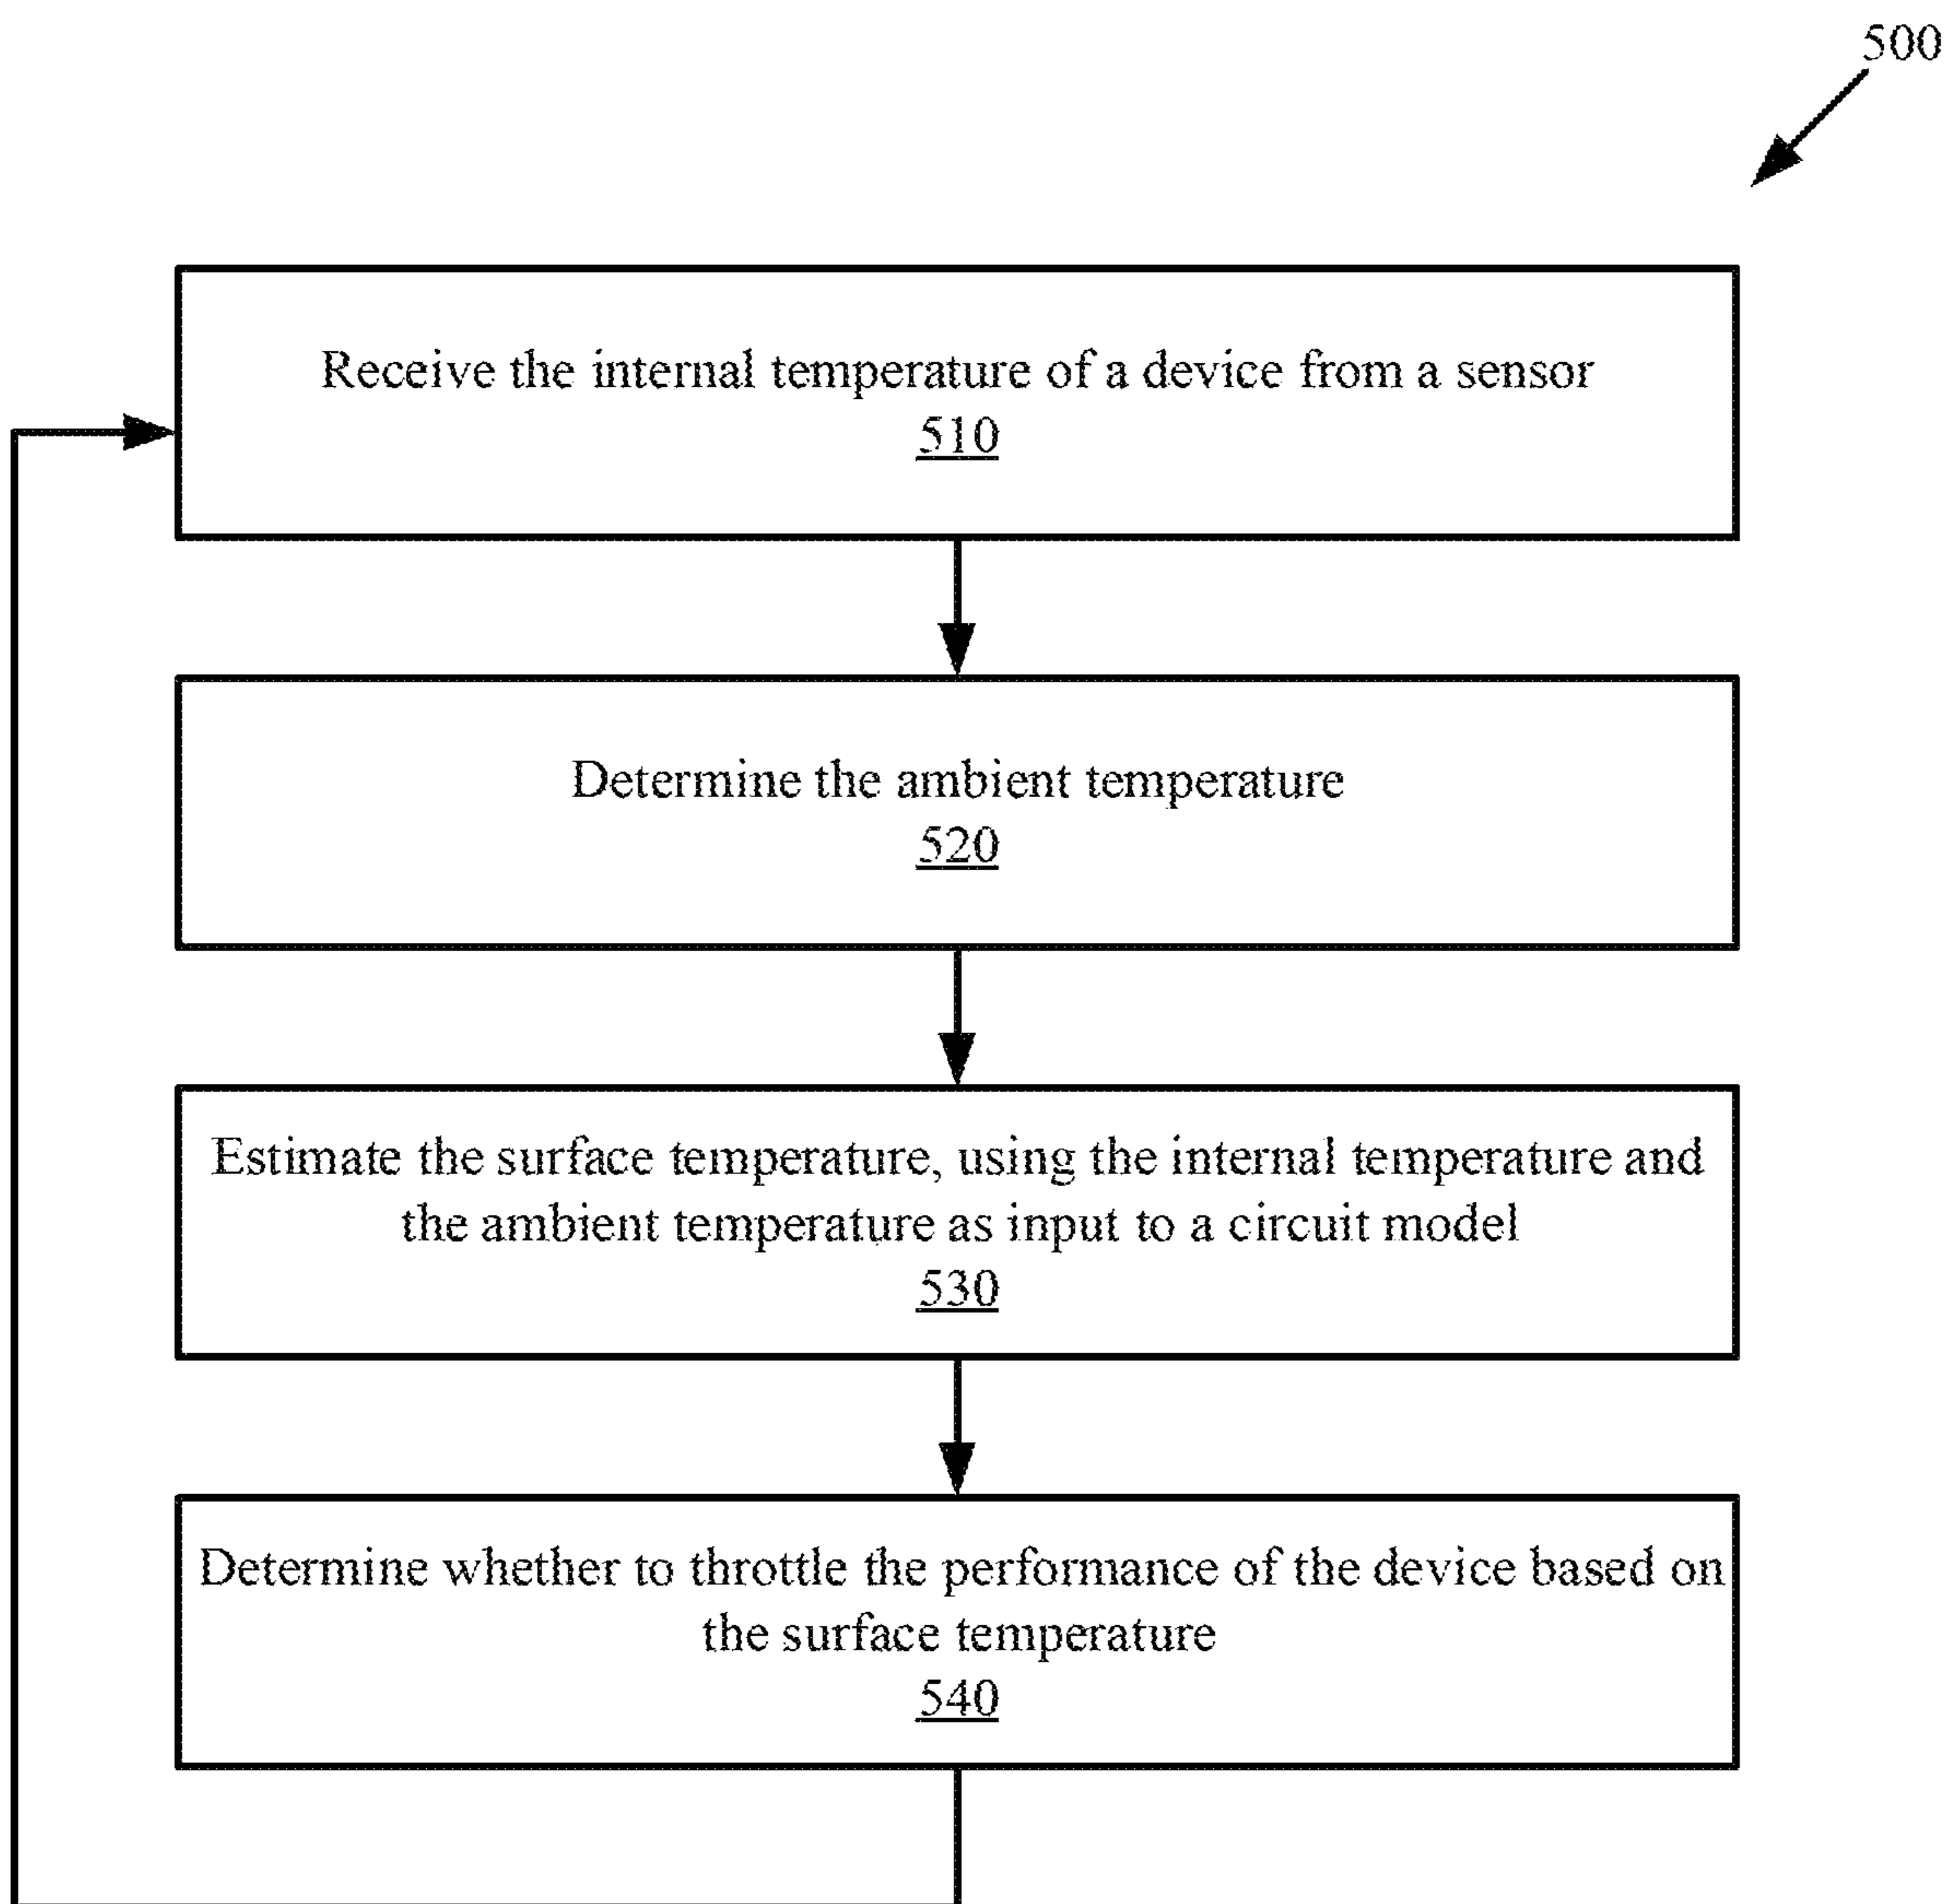 500
Receive the internal temperature of a device from a sensor
510
Determine the ambient temperature
520
Estimate the surface temperature, using the internal temperature and
the ambient temperature as input to a circuit model
530
Determine whether to throttle the performance of the device based on
the surface temperature
540